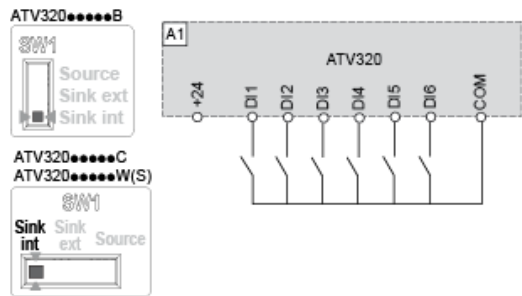 ATV320●●●●●B
SW1
Source
Sink ext
Sink int
A1
ATV320
+24
DI1
DI2
DI3
DI4
DI5
DI6
COM
ATV320●●●●●C
ATV320●●●●●W(S)
SW1
Sink int
Sink ext
Source